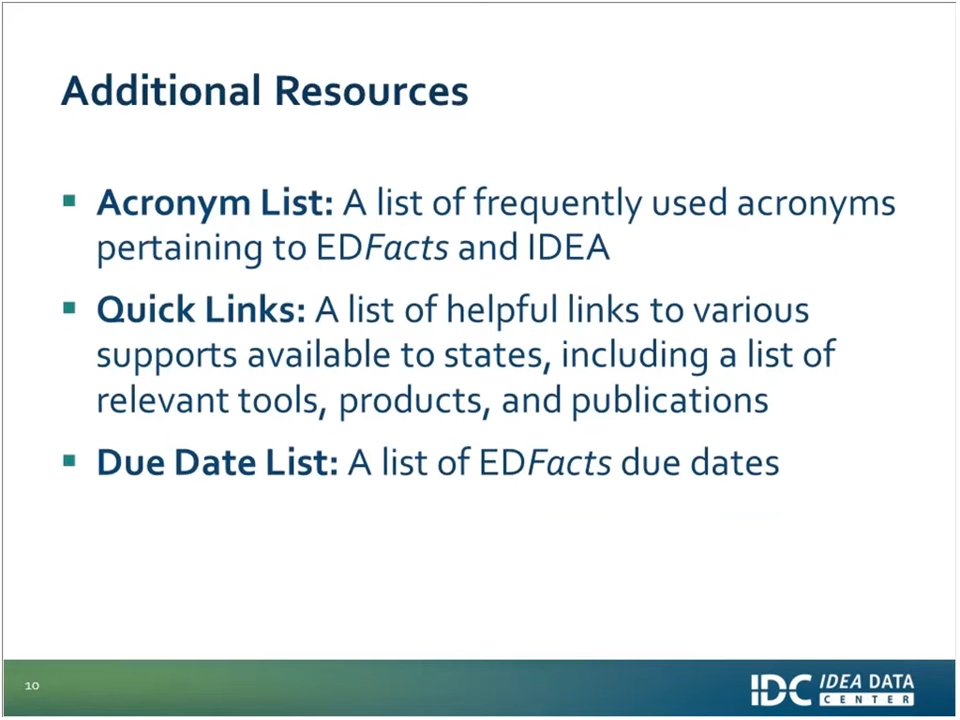 Additional Resources
▪ Acronym List: A list of frequently used acronyms
pertaining to EDFacts and IDEA
▪ Quick Links: A list of helpful links to various
supports available to states, including a list of
relevant tools, products, and publications
▪ Due Date List: A list of EDFacts due dates
10
IDC IDEA DATA
CENTER